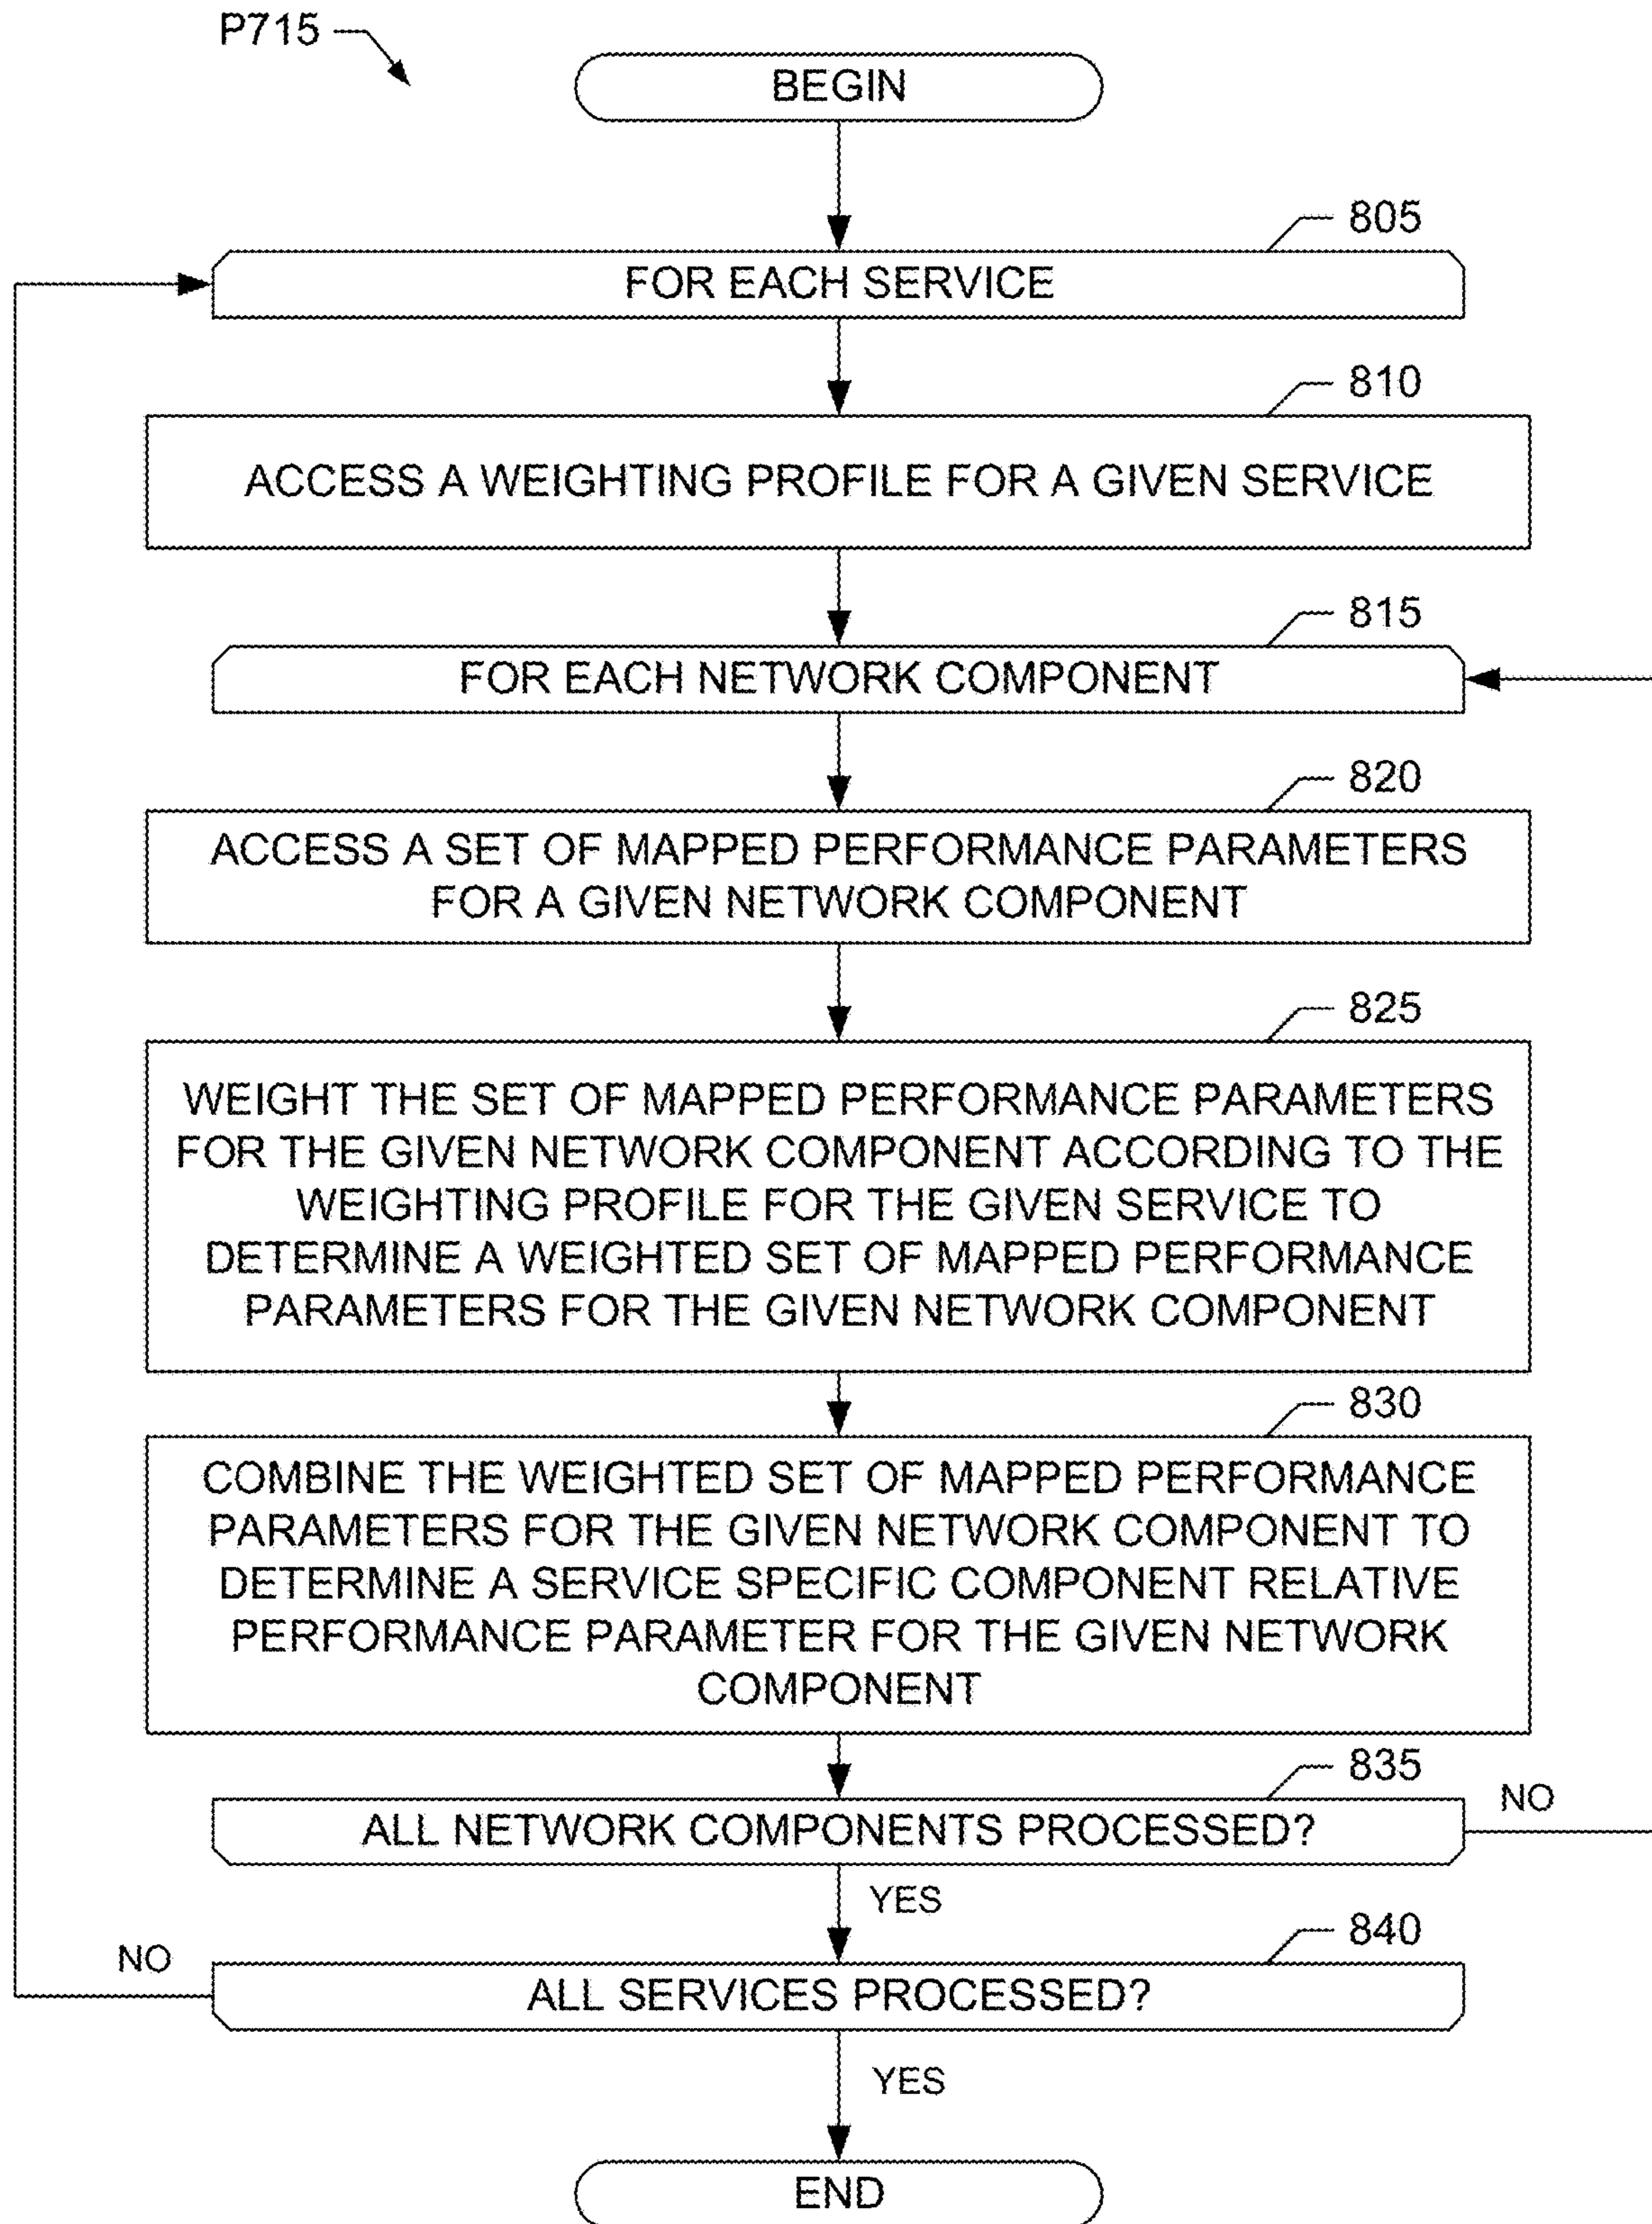 P715
BEGIN
805
FOR EACH SERVICE
810
ACCESS A WEIGHTING PROFILE FOR A GIVEN SERVICE
815
FOR EACH NETWORK COMPONENT
820
ACCESS A SET OF MAPPED PERFORMANCE PARAMETERS
FOR A GIVEN NETWORK COMPONENT
825
WEIGHT THE SET OF MAPPED PERFORMANCE PARAMETERS
FOR THE GIVEN NETWORK COMPONENT ACCORDING TO THE
WEIGHTING PROFILE FOR THE GIVEN SERVICE TO
DETERMINE A WEIGHTED SET OF MAPPED PERFORMANCE
PARAMETERS FOR THE GIVEN NETWORK COMPONENT
830
COMBINE THE WEIGHTED SET OF MAPPED PERFORMANCE
PARAMETERS FOR THE GIVEN NETWORK COMPONENT TO
DETERMINE A SERVICE SPECIFIC COMPONENT RELATIVE
PERFORMANCE PARAMETER FOR THE GIVEN NETWORK
COMPONENT
835
ALL NETWORK COMPONENTS PROCESSED?
NO
YES
840
NO
ALL SERVICES PROCESSED?
YES
END